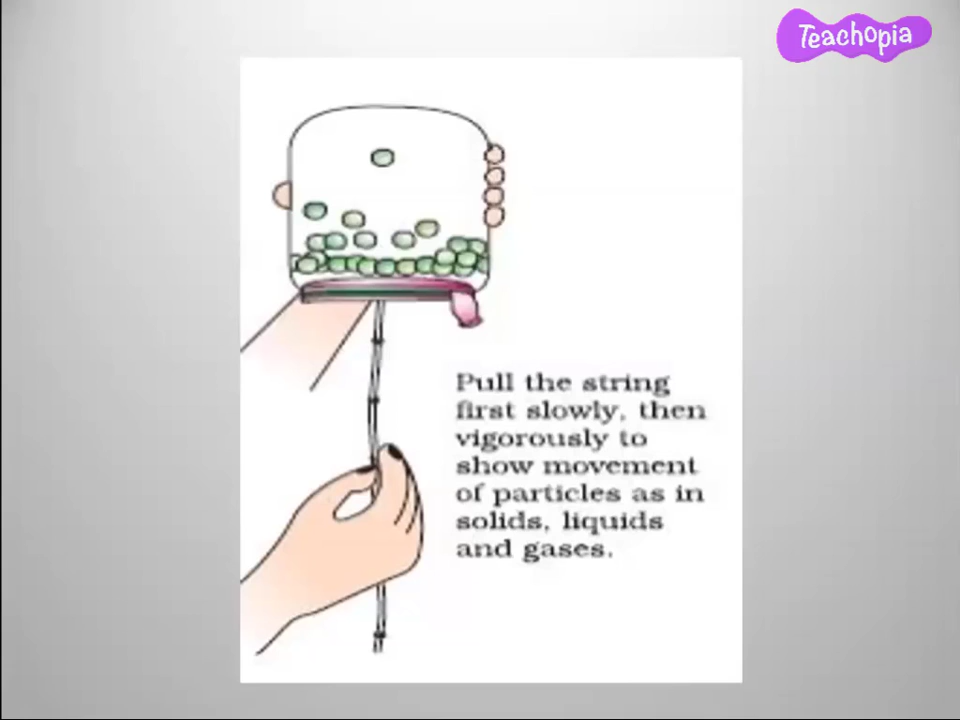 Teachopia
Pull the string
first slowly, then
vigorously to
show movement
of particles as in
solids, liquids
and gases.